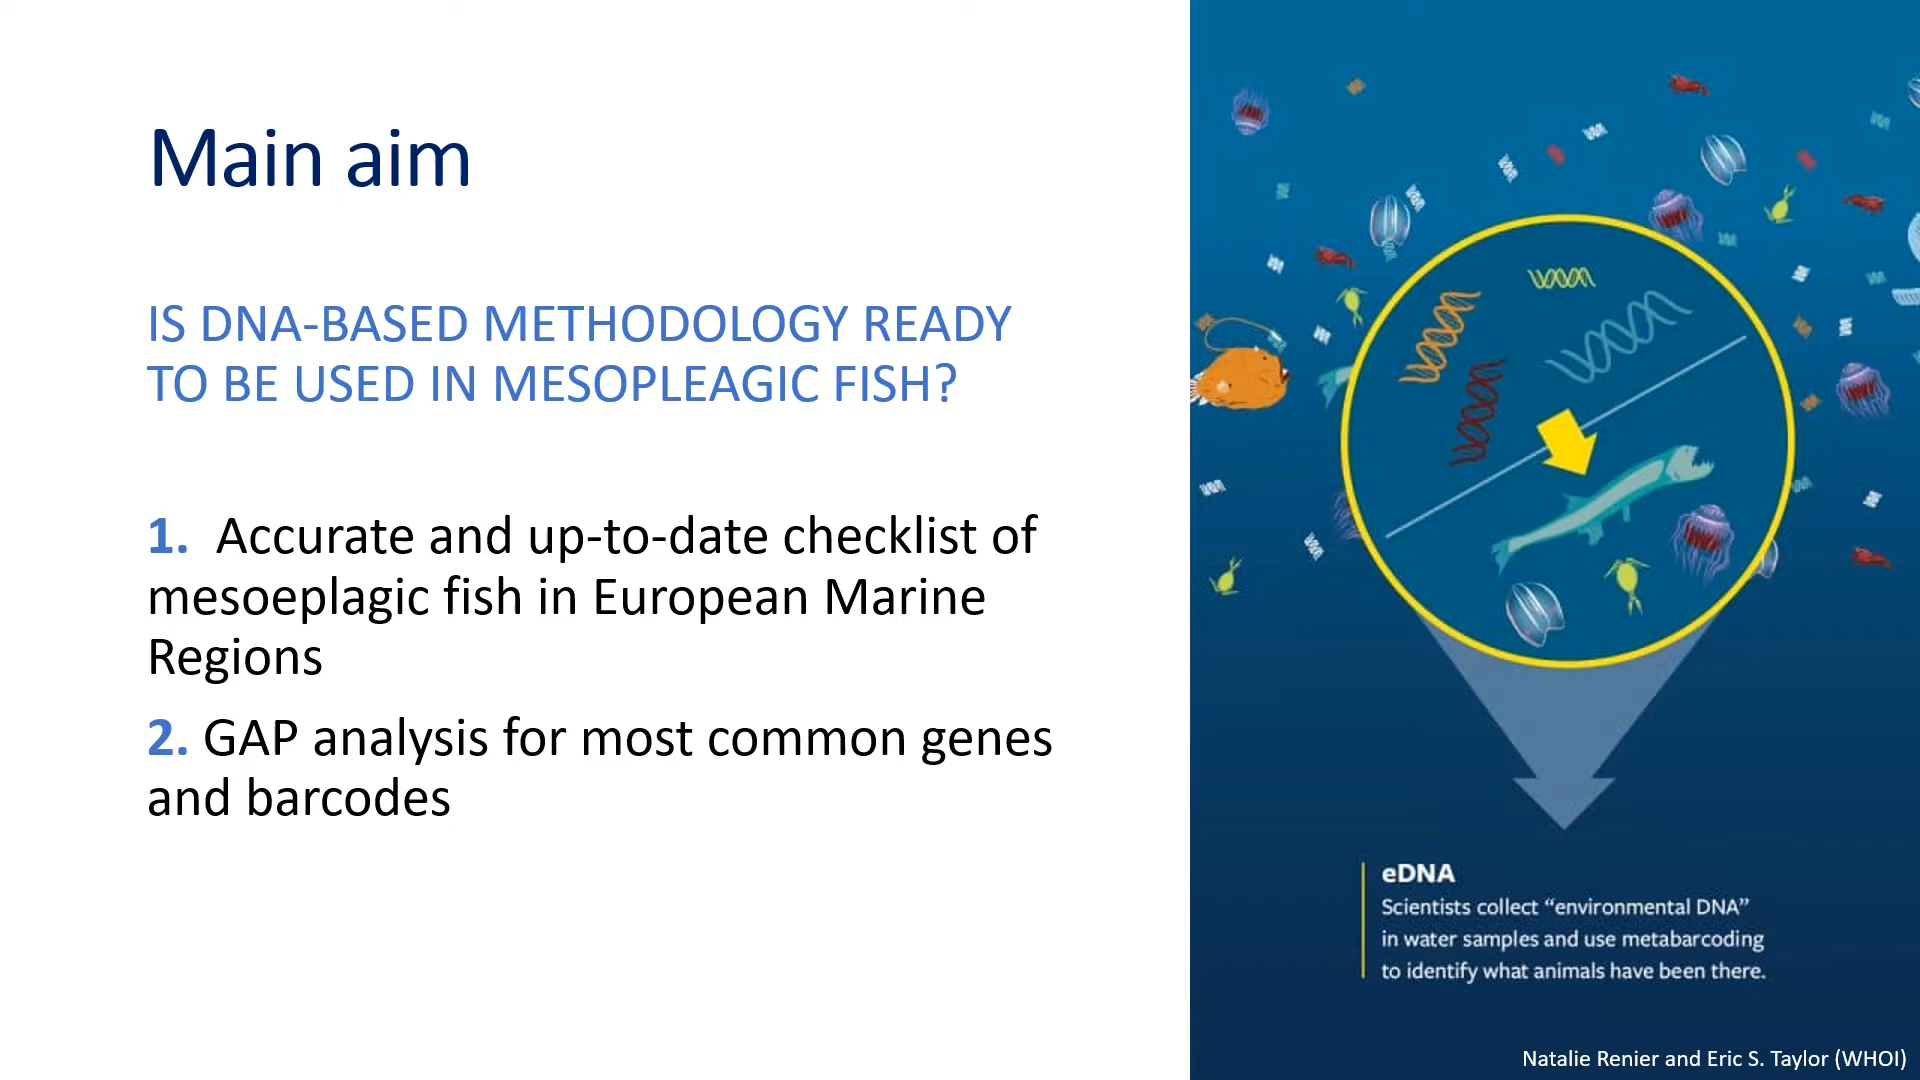 Main aim
IS DNA-BASED METHODOLOGY READY
TO BE USED IN MESOPLEAGIC FISH?
1. Accurate and up-to-date checklist of
mesoeplagic fish in European Marine
Regions
2. GAP analysis for most common genes
and barcodes
eDNA
Scientists collect “environmental DNA”
in water samples and use metabarcoding
to identify what animals have been there.
Natalie Renier and Eric S. Taylor (WHOI)